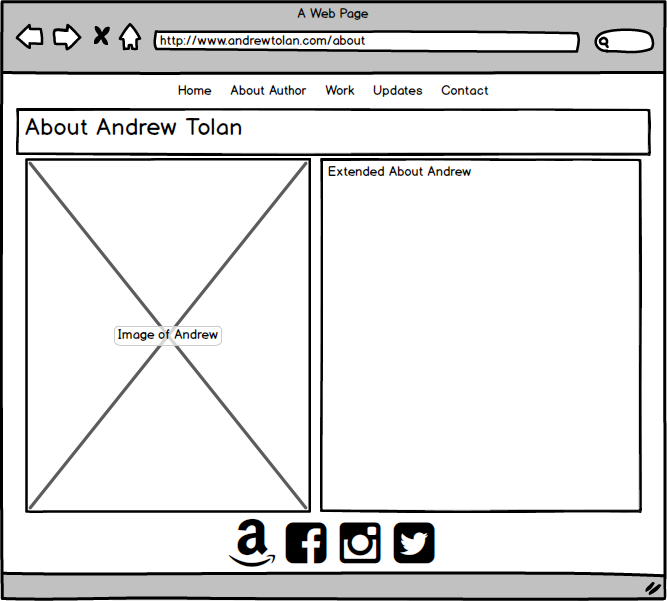 A Web Page
http://www.andrewtolan.com/about
Home About Author Work Updates Contact
About Andrew Tolan
Image of Andrew
Extended About Andrew